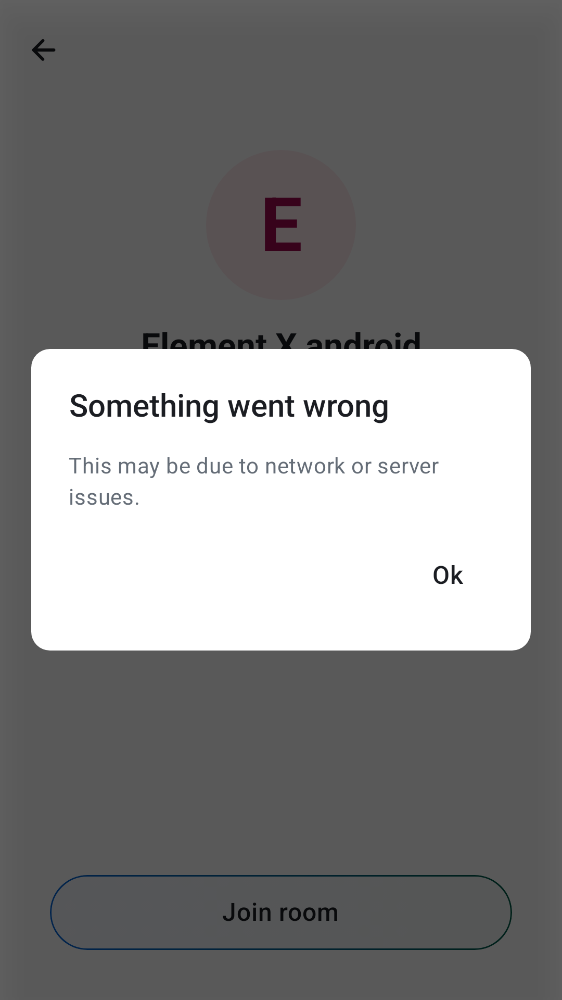 E
Element X android
Something went wrong
This may be due to network or server
issues.
Ok
Join room